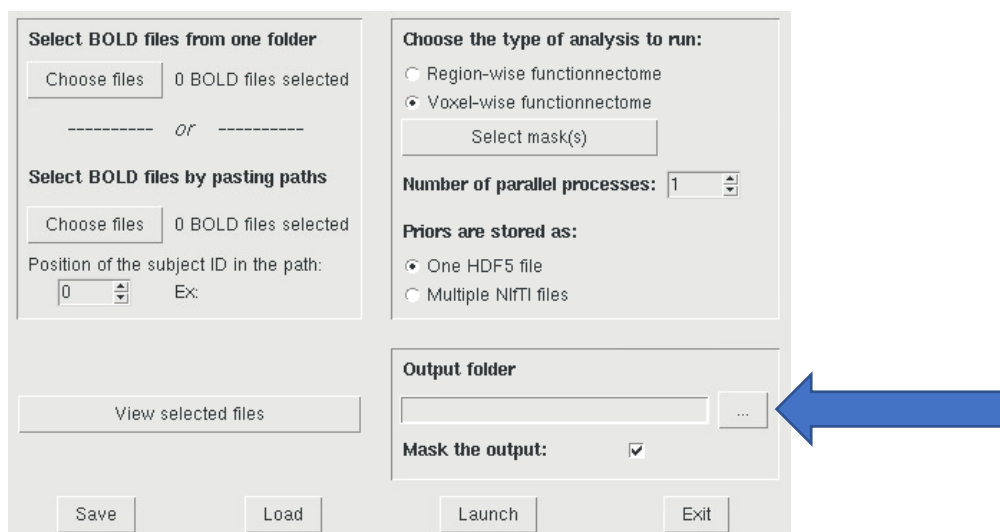 Select BOLD files from one folder
Choose files 0 BOLD files selected
---------- or ----------
Select BOLD files by pasting paths
Choose files 0 BOLD files selected
Position of the subject ID in the path:
0 Ex:
View selected files
Choose the type of analysis to run:
Region-wise functionnectome
Voxel-wise functionnectome
Select mask(s)
Number of parallel processes: 1
Priors are stored as:
One HDF5 file
Multiple NIfTI files
Output folder
...
Mask the output:
Save Load Launch Exit